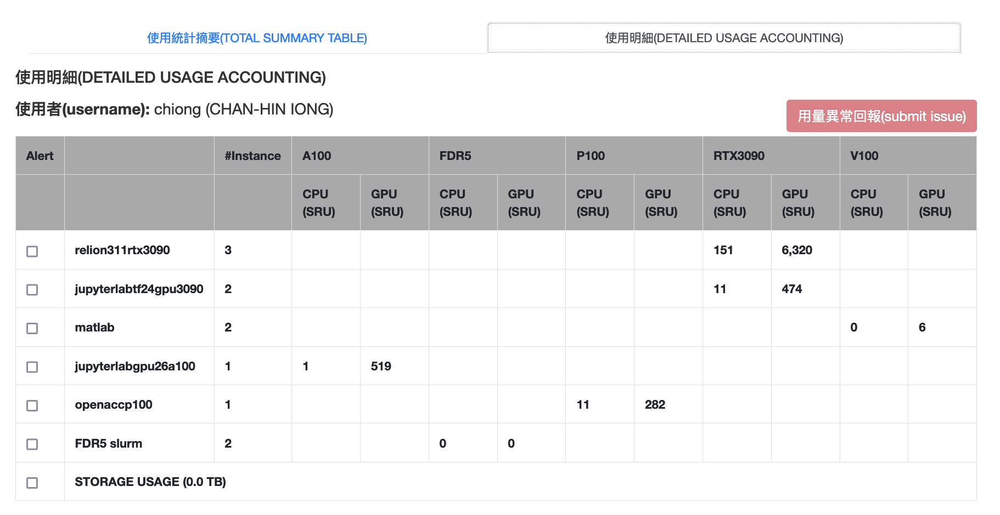 使用統計摘要(TOTAL SUMMARY TABLE) 使用明細(DETAILED USAGE ACCOUNTING)
使用明細(DETAILED USAGE ACCOUNTING)
使用者(username): chiong (CHAN-HIN IONG)
用量異常回報(submit issue)
Alert #Instance A100 FDR5 P100 RTX3090 V100
CPU GPU CPU GPU CPU GPU CPU GPU CPU GPU
(SRU) (SRU) (SRU) (SRU) (SRU) (SRU) (SRU) (SRU) (SRU) (SRU)
relion311rtx3090 3 151 6,320
jupyterlabtf24gpu3090 2 11 474
matlab 2 0 6
jupyterlabgpu26a100 1 1 519
openaccp100 1 11 282
FDR5 slurm 2 0 0
STORAGE USAGE (0.0 TB)